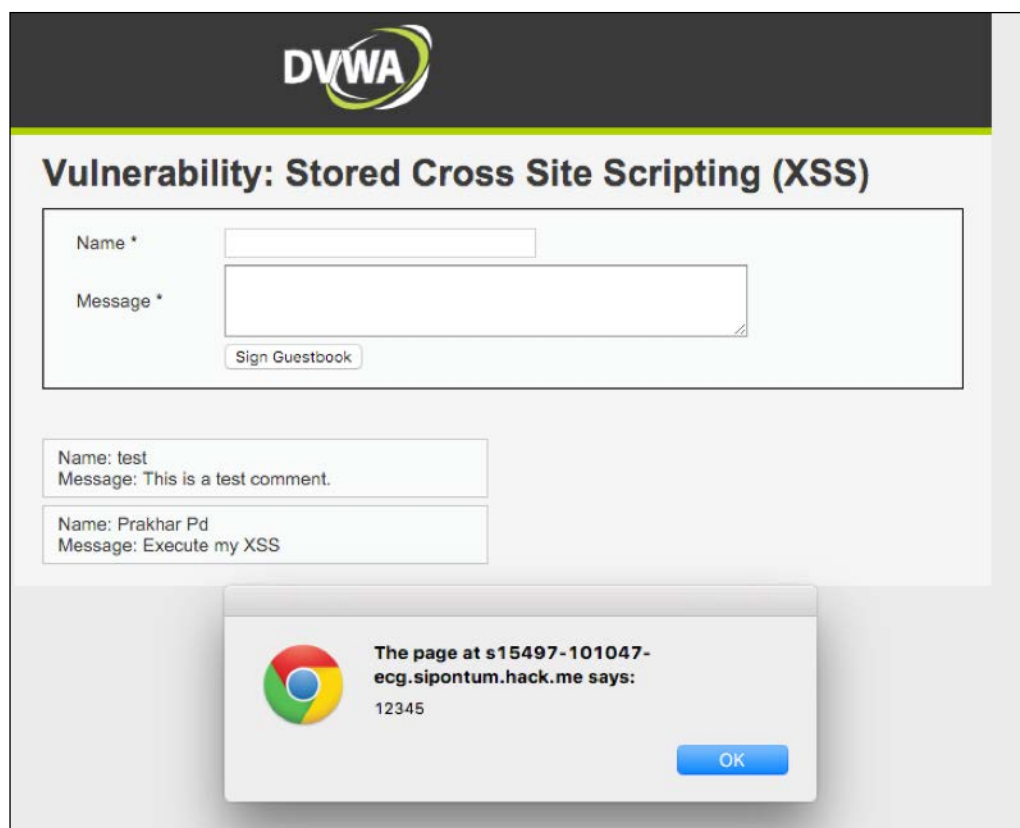 DVWA
Vulnerability: Stored Cross Site Scripting (XSS)
Name *
Message *
Sign Guestbook
Name: test
Message: This is a test comment.
Name: Prakhar Pd
Message: Execute my XSS
The page at s15497-101047-
ecg.sipontum.hack.me says:
12345
OK